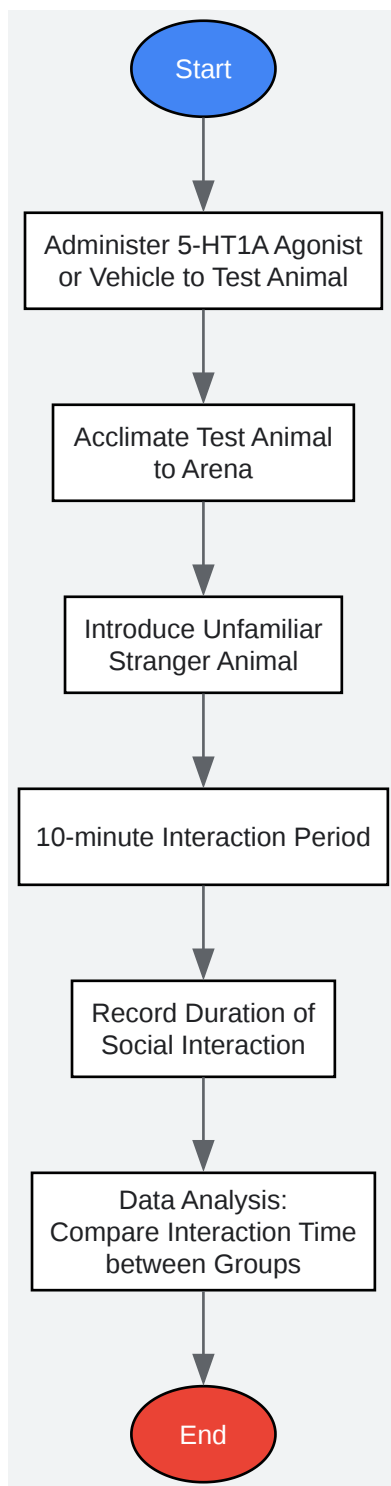 Start
Administer 5-HT1A Agonist
or Vehicle to Test Animal
Acclimate Test Animal
to Arena
Introduce Unfamiliar
Stranger Animal
10-minute Interaction Period
Record Duration of
Social Interaction
Data Analysis:
Compare Interaction Time
between Groups
End